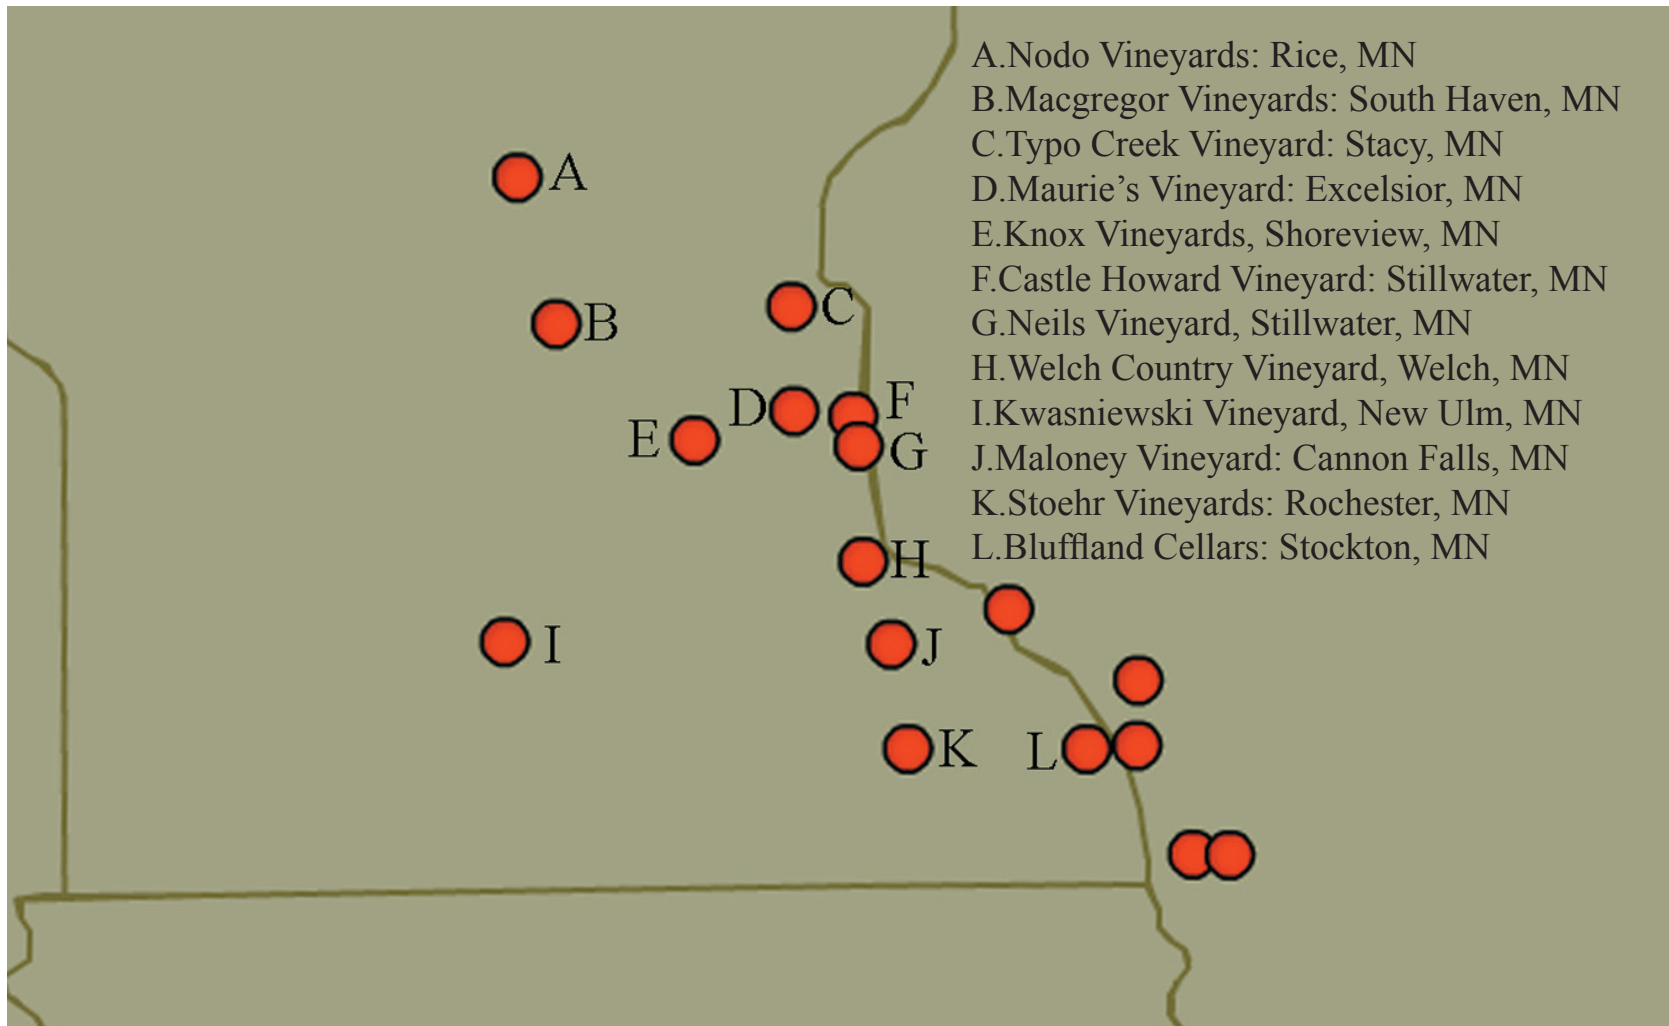 A.Nodo Vineyards: Rice, MN
B.Macgregor Vineyards: South Haven, MN
C.Typo Creek Vineyard: Stacy, MN
D.Maurie’s Vineyard: Excelsior, MN
E.Knox Vineyards, Shoreview, MN
F.Castle Howard Vineyard: Stillwater, MN
G.Neils Vineyard, Stillwater, MN
H.Welch Country Vineyard, Welch, MN
I.Kwasniewski Vineyard, New Ulm, MN
J.Maloney Vineyard: Cannon Falls, MN
K.Stoehr Vineyards: Rochester, MN
L.Bluffland Cellars: Stockton, MN
A
B
C
D
F
E
G
H
I
J
K
L